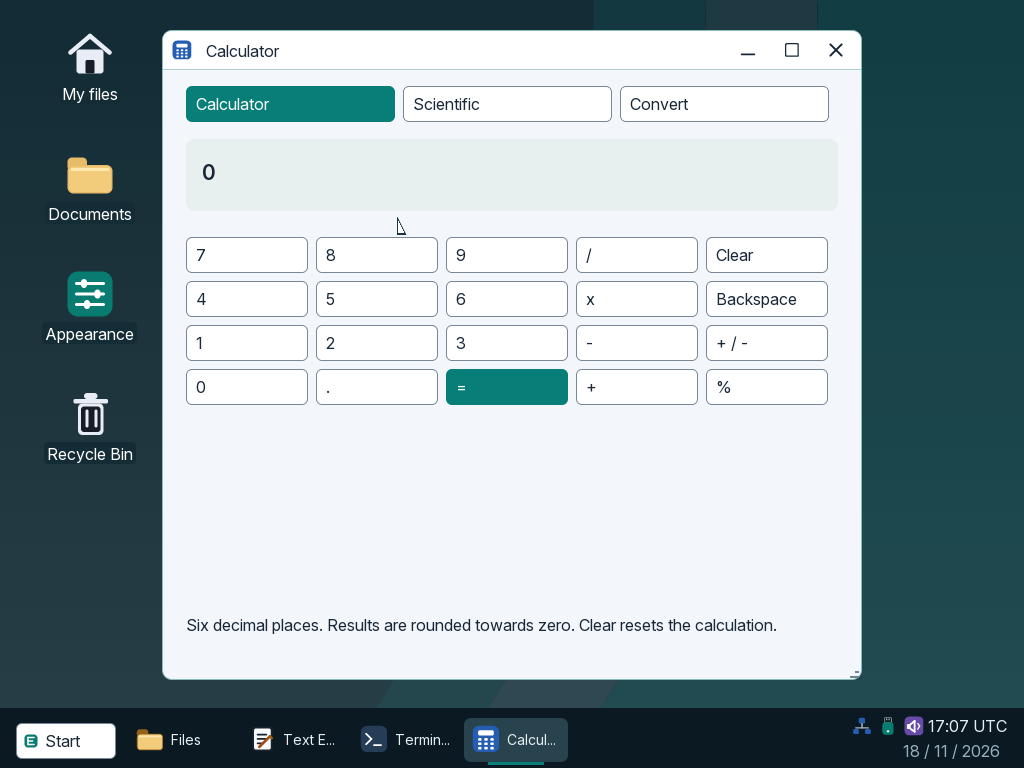 Calculator
My files
Documents
Appearance
Recycle Bin
Calculator Scientific Convert
0
7 8 9 / Clear
4 5 6 x Backspace
1 2 3 - + / -
0 . = + %
Six decimal places. Results are rounded towards zero. Clear resets the calculation.
Start Files Text E... Termin... Calcul... 17:07 UTC
18 / 11 / 2026